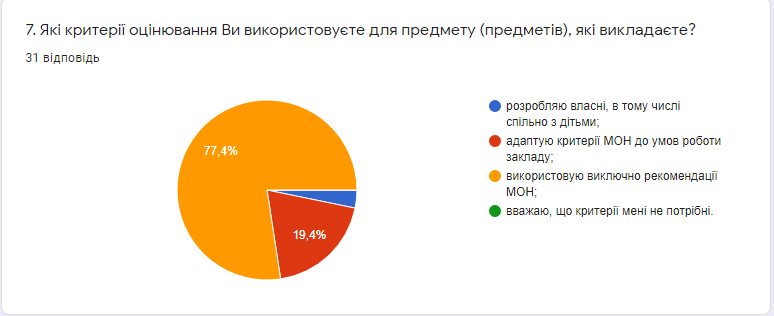 7. Які критерії оцінювання Ви використовуєте для предмету (предметів), які викладаєте?
31 відповідь
77,4%
19,4%
розробляю власні, в тому числі
спільно з дітьми;
адаптую критерії МОН до умов роботи
закладу;
використовую виключно рекомендації
МОН;
вважаю, що критерії мені не потрібні.